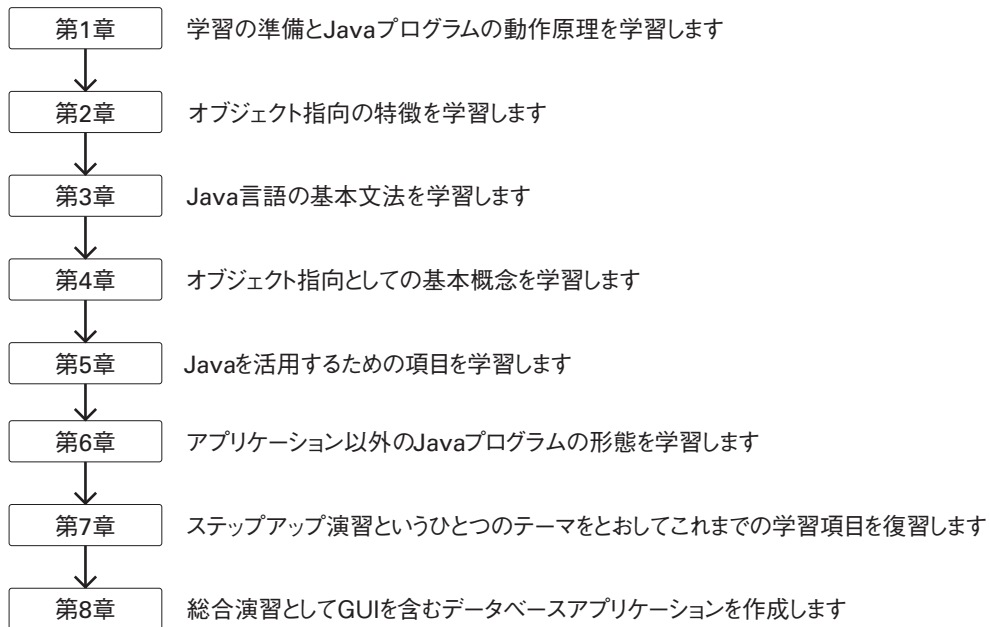 第1章 学習の準備とJavaプログラムの動作原理を学習します
第2章 オブジェクト指向の特徴を学習します
第3章 Java言語の基本文法を学習します
第4章 オブジェクト指向としての基本概念を学習します
第5章 Javaを活用するための項目を学習します
第6章 アプリケーション以外のJavaプログラムの形態を学習します
第7章 ステップアップ演習というひとつのテーマをとおしてこれまでの学習項目を復習します
第8章 総合演習としてGUIを含むデータベースアプリケーションを作成します